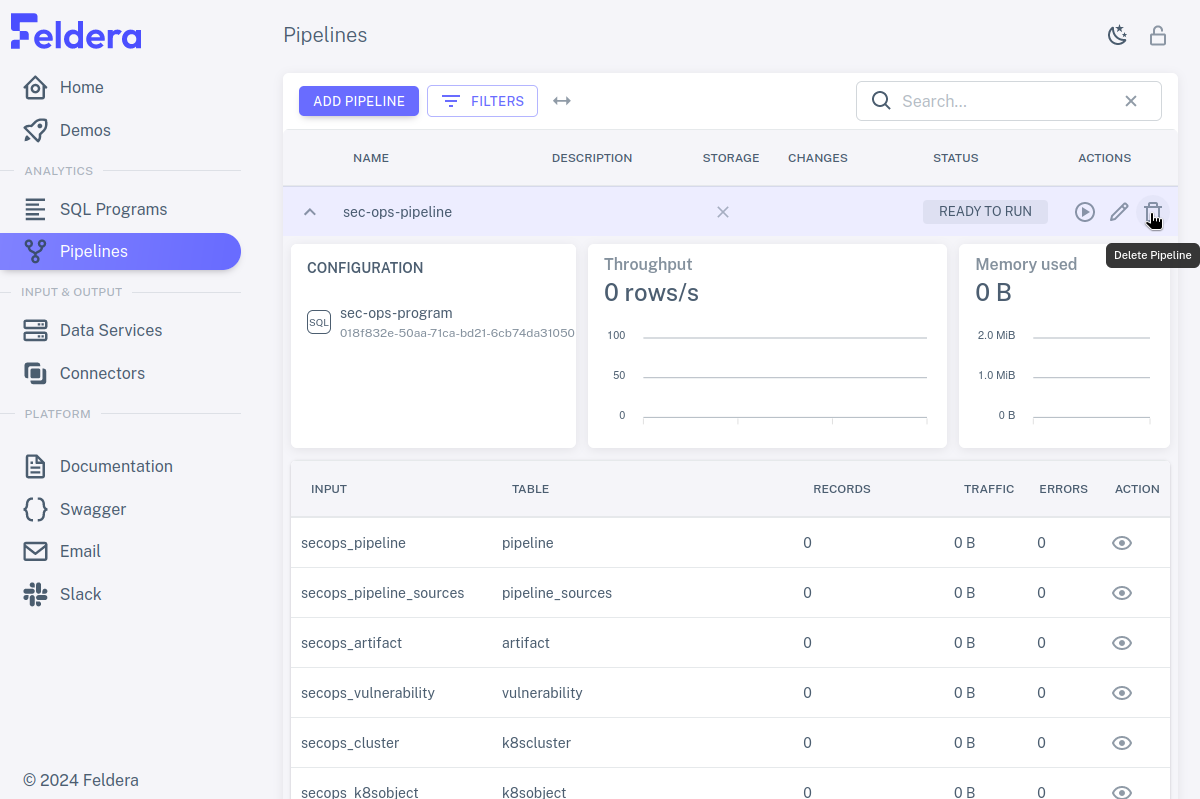 Feldera
Pipelines
Home
Demos
ANALYTICS
SQL Programs
Pipelines
INPUT & OUTPUT
Data Services
Connectors
PLATFORM
Documentation
Swagger
Email
Slack
© 2024 Feldera
ADD PIPELINE FILTERS Search...
NAME DESCRIPTION STORAGE CHANGES STATUS ACTIONS
sec-ops-pipeline READY TO RUN
Delete Pipeline
CONFIGURATION
SQL
sec-ops-program
018f832e-50aa-71ca-bd21-6cb74da31050
Throughput
0 rows/s
100
50
0
Memory used
0 B
2.0 MiB
1.0 MiB
0 B
INPUT TABLE RECORDS TRAFFIC ERRORS ACTION
secops_pipeline pipeline 0 0 B 0
secops_pipeline_sources pipeline_sources 0 0 B 0
secops_artifact artifact 0 0 B 0
secops_vulnerability vulnerability 0 0 B 0
secops_cluster k8scluster 0 0 B 0
secops_k8sobject k8sobject 0 0 B 0